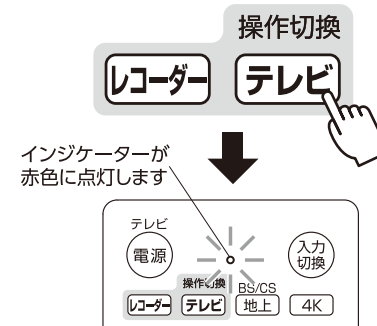 操作切換
レコーダー テレビ
インジケーターが
赤色に点灯します
テレビ
電源
入力
切換
操作切換
BS/CS
レコーダー テレビ 地上 4K